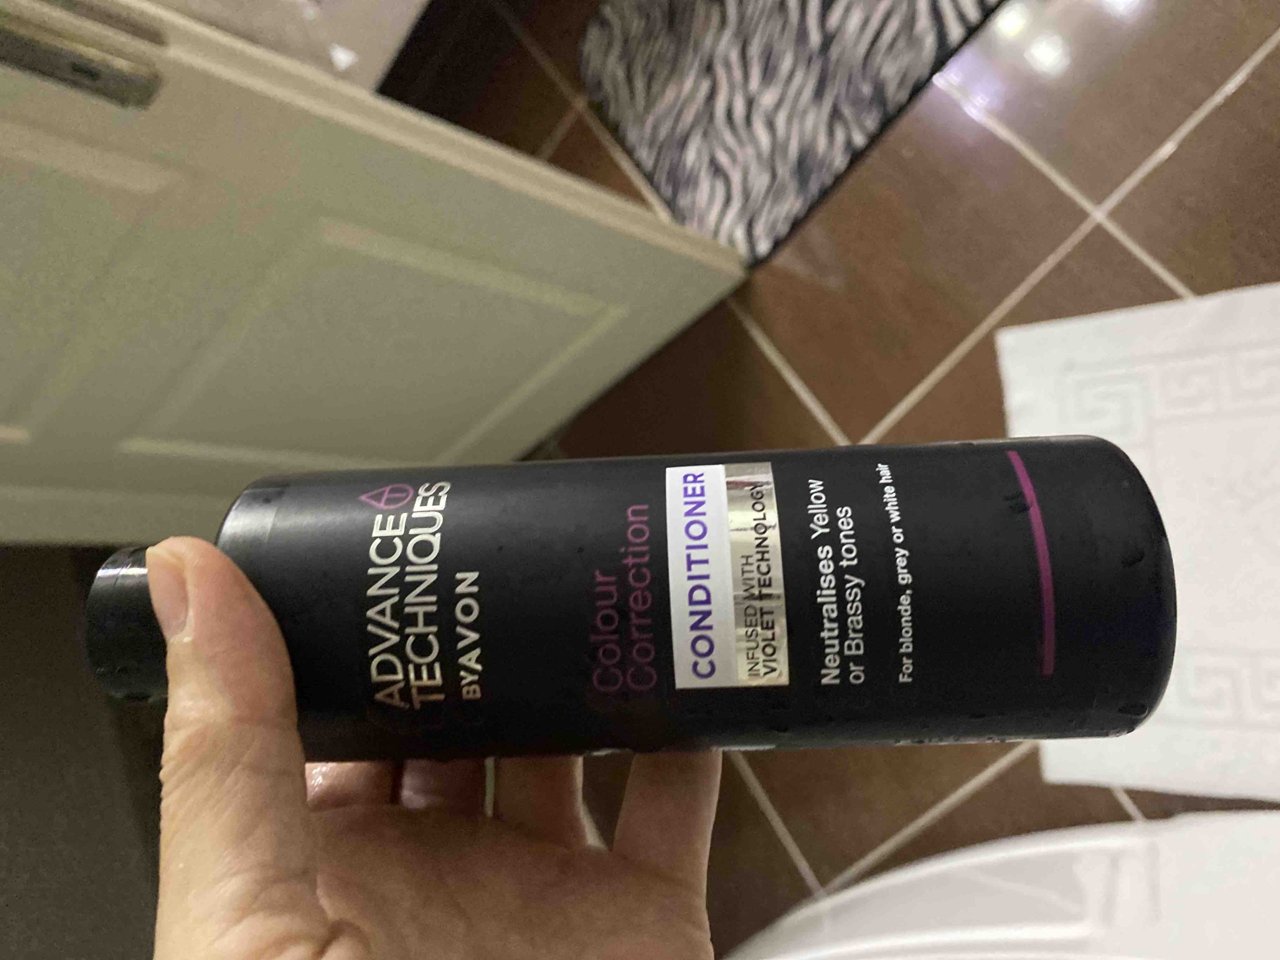 ADVANCE
TECHNIQUES
BY AVON
Colour
Correction
CONDITIONER
INFUSED WITH
VIOLET TECHNOLOGY
Neutralises Yellow
or Brassy tones
For blonde, grey or white hair